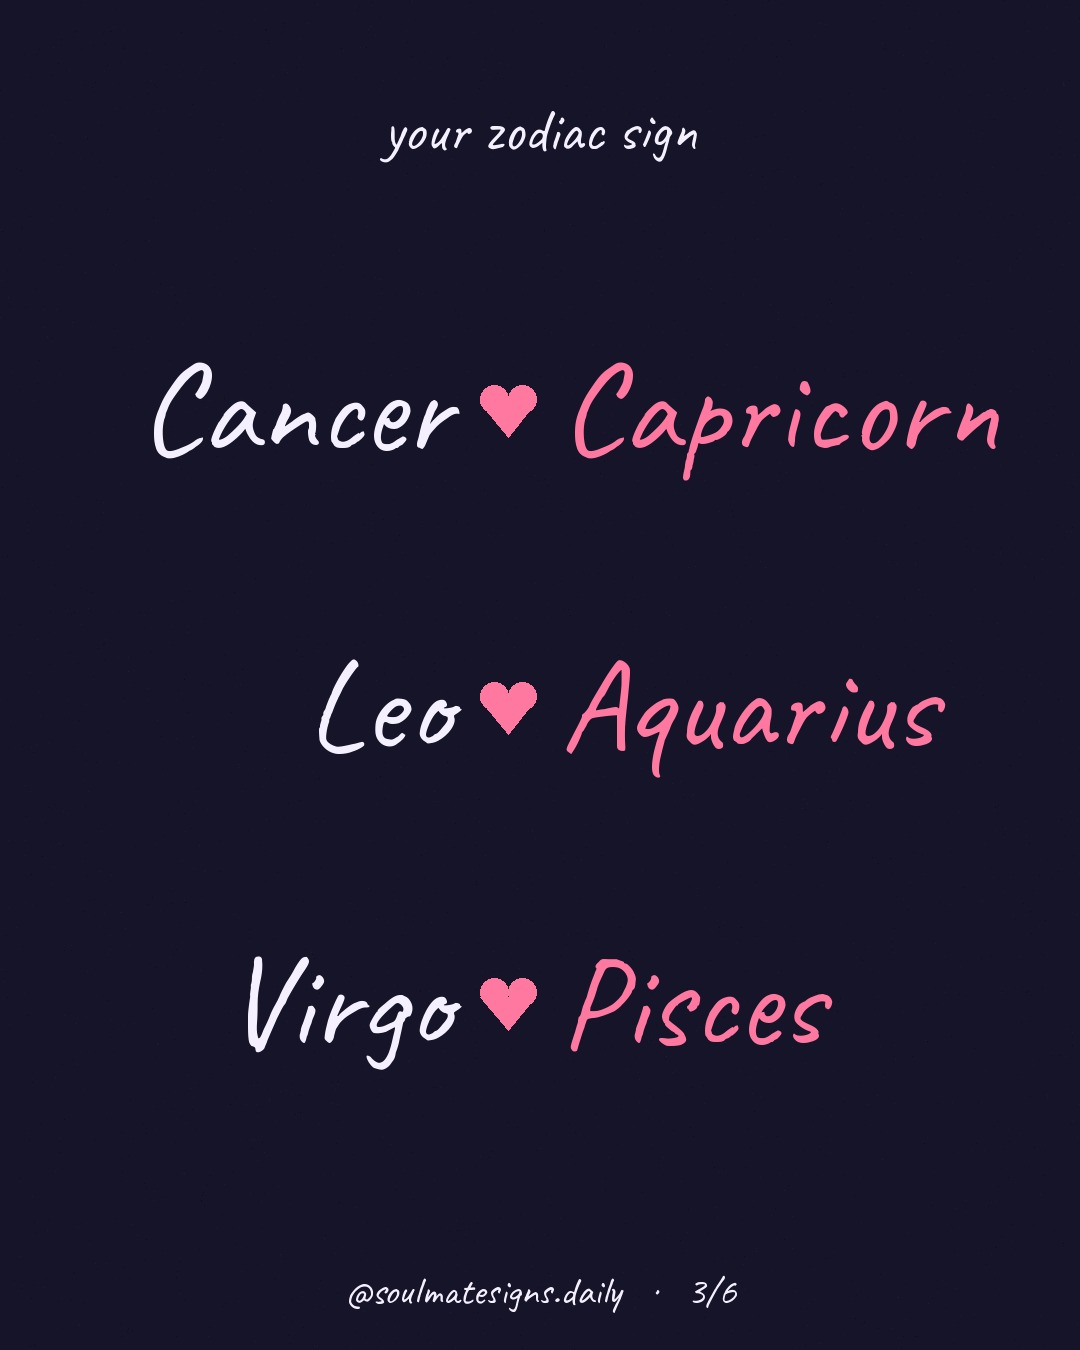 your zodiac sign
Cancer ♥ Capricorn
Leo ♥ Aquarius
Virgo ♥ Pisces
@soulmatesigns.daily · 3/6